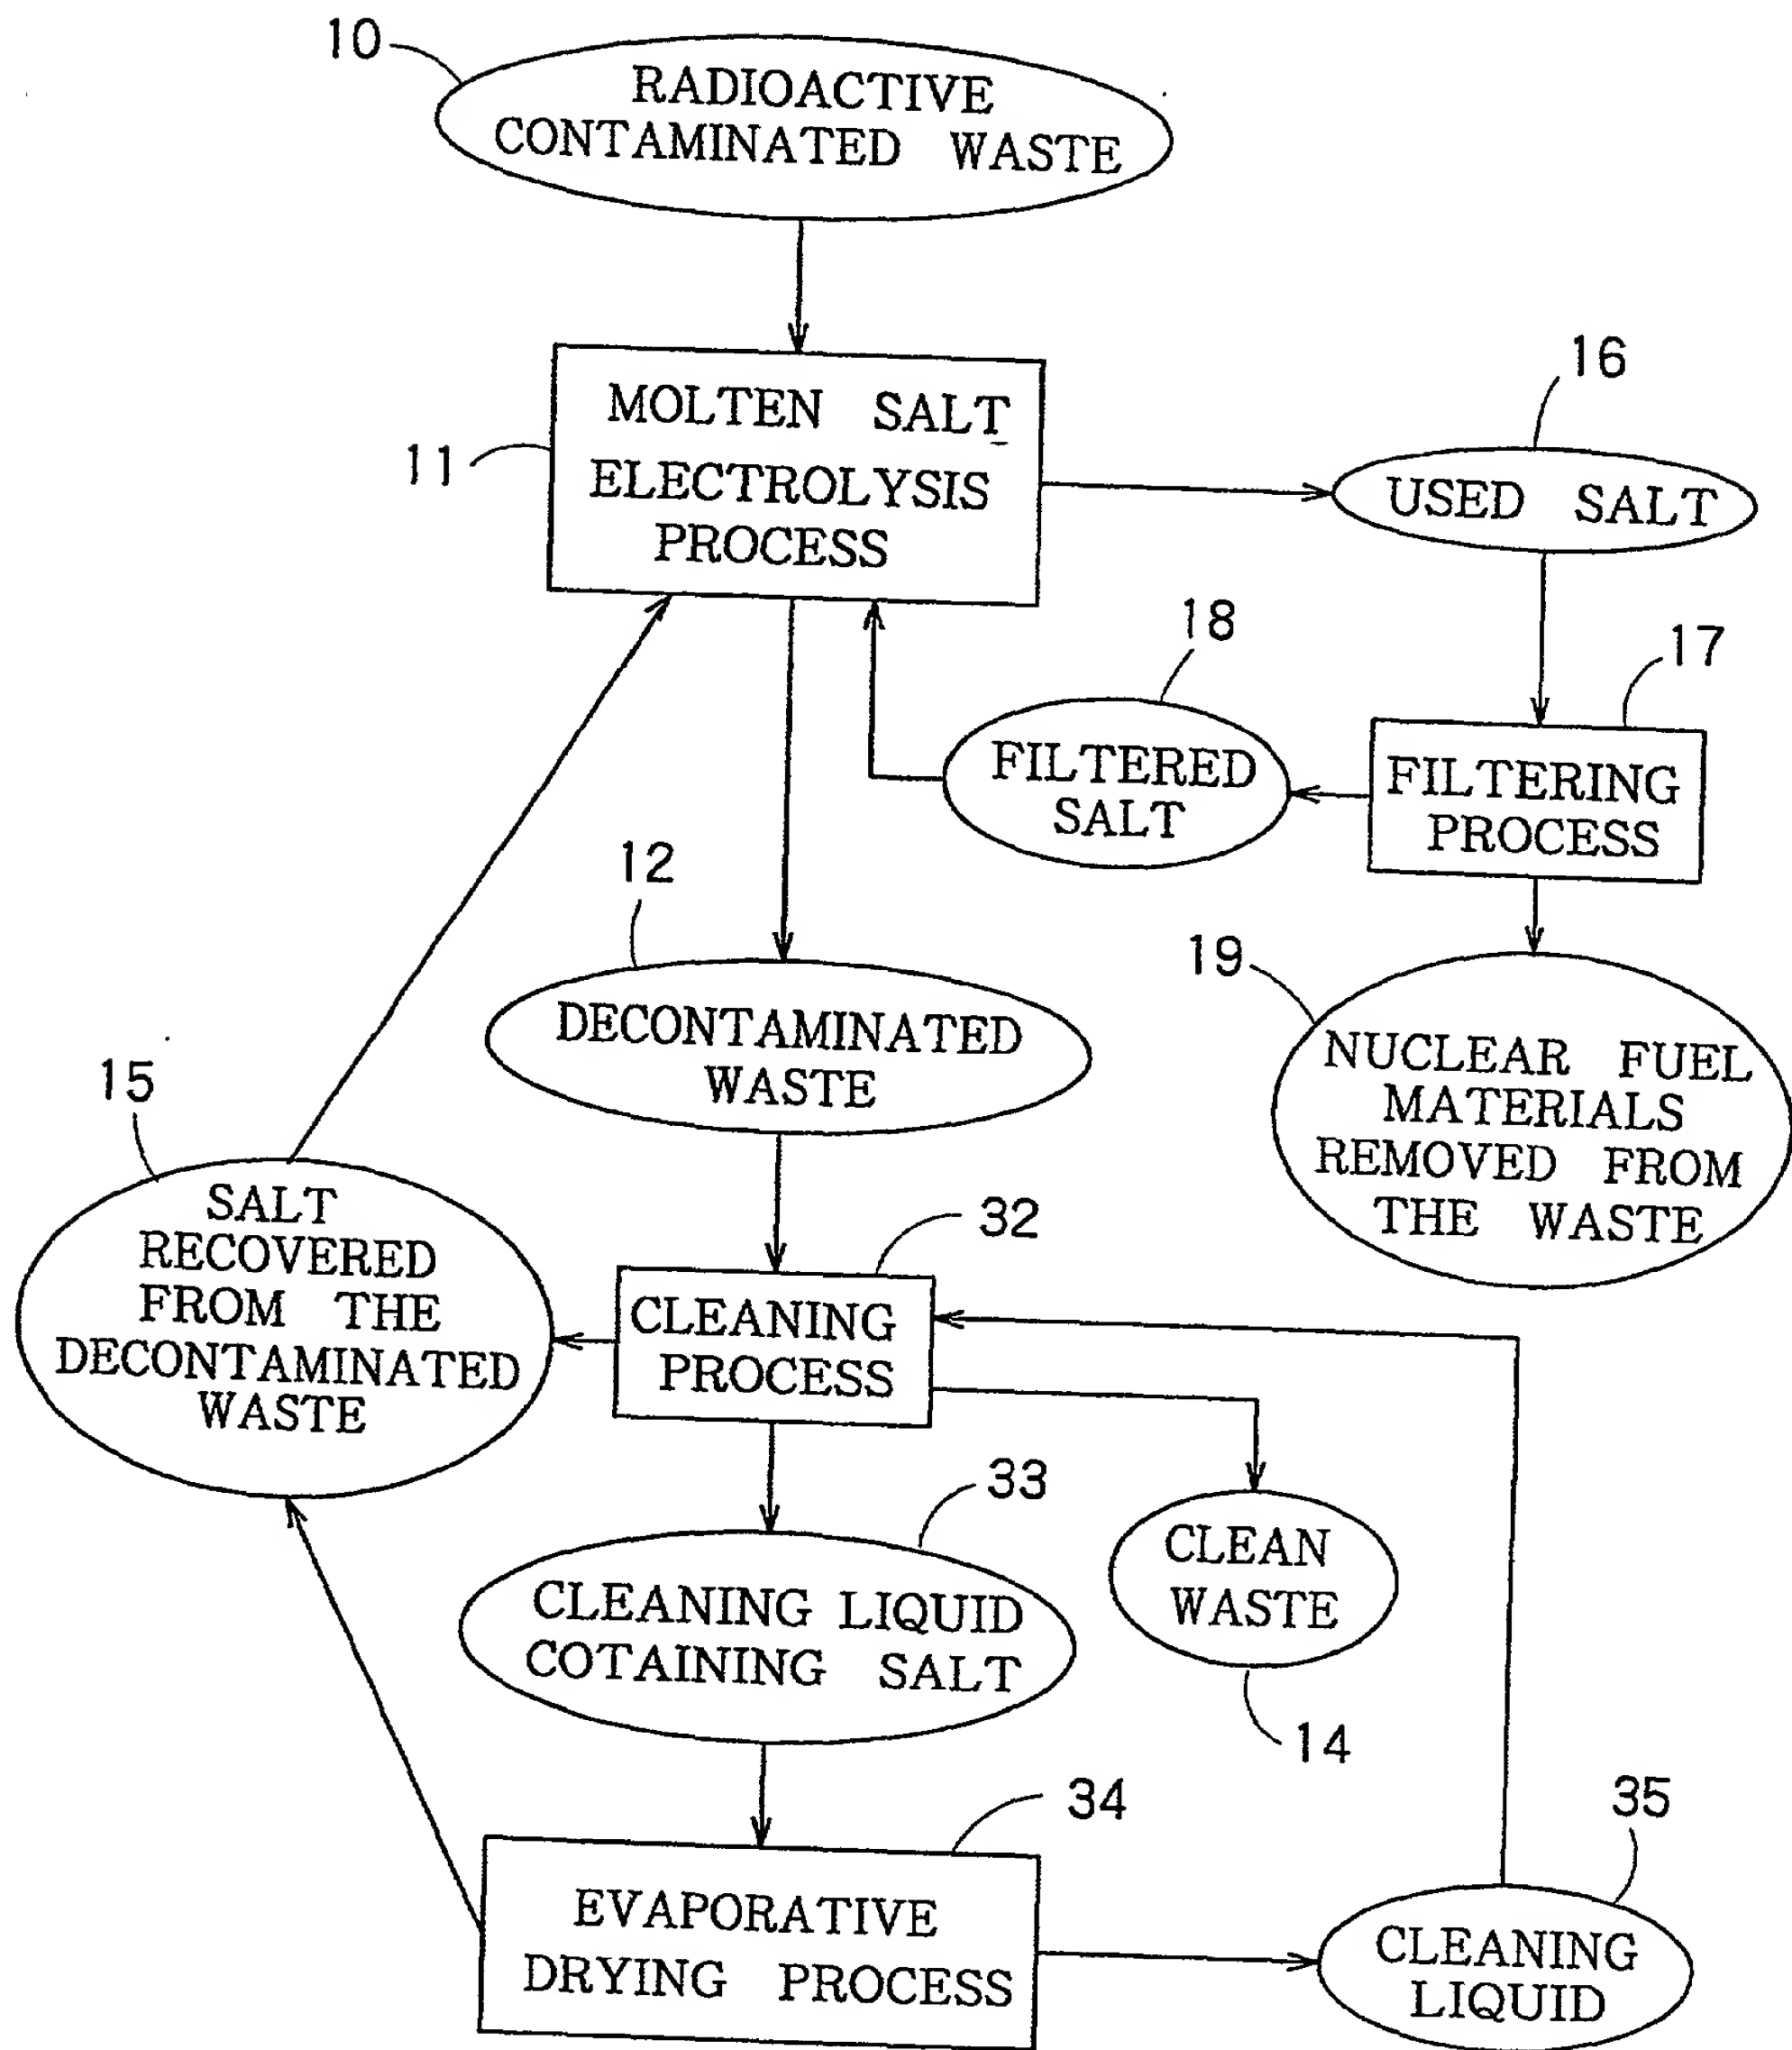 10
RADIOACTIVE
CONTAMINATED WASTE
11
MOLTEN SALT
ELECTROLYSIS
PROCESS
16
USED SALT
18
FILTERED
SALT
17
FILTERING
PROCESS
12
DECONTAMINATED
WASTE
19
NUCLEAR FUEL
MATERIALS
REMOVED FROM
THE WASTE
15
SALT
RECOVERED
FROM THE
DECONTAMINATED
WASTE
32
CLEANING
PROCESS
33
CLEANING LIQUID
COTAINING SALT
CLEAN
WASTE
14
34
EVAPORATIVE
DRYING PROCESS
35
CLEANING
LIQUID